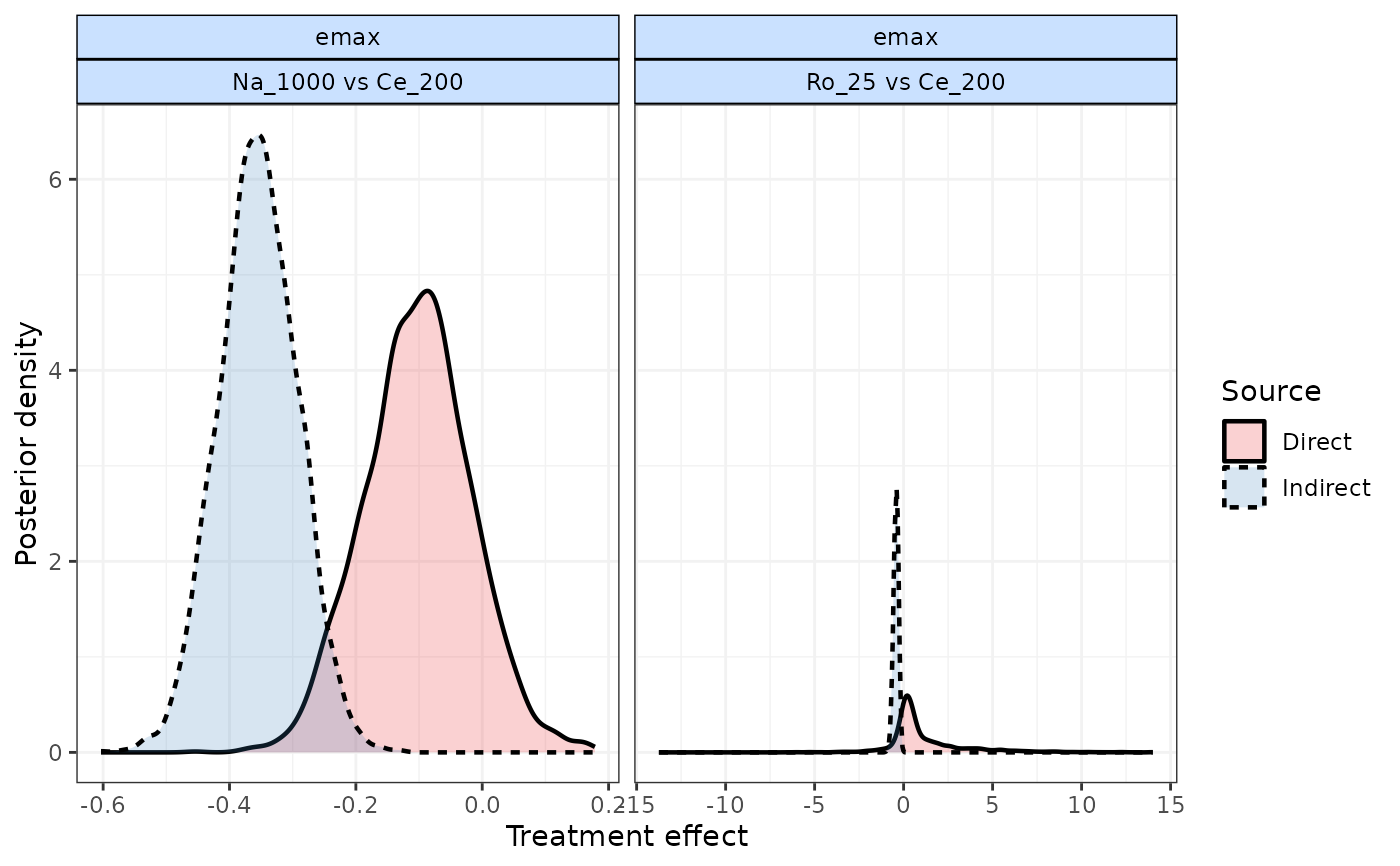 emax
emax
Na_1000 vs Ce_200
Ro_25 vs Ce_200
6
4
2
0
-0.6
-0.4
-0.2
0.0
0.2
-15
-10
-5
0
5
10
15
Treatment effect
Posterior density
Source
Direct
Indirect